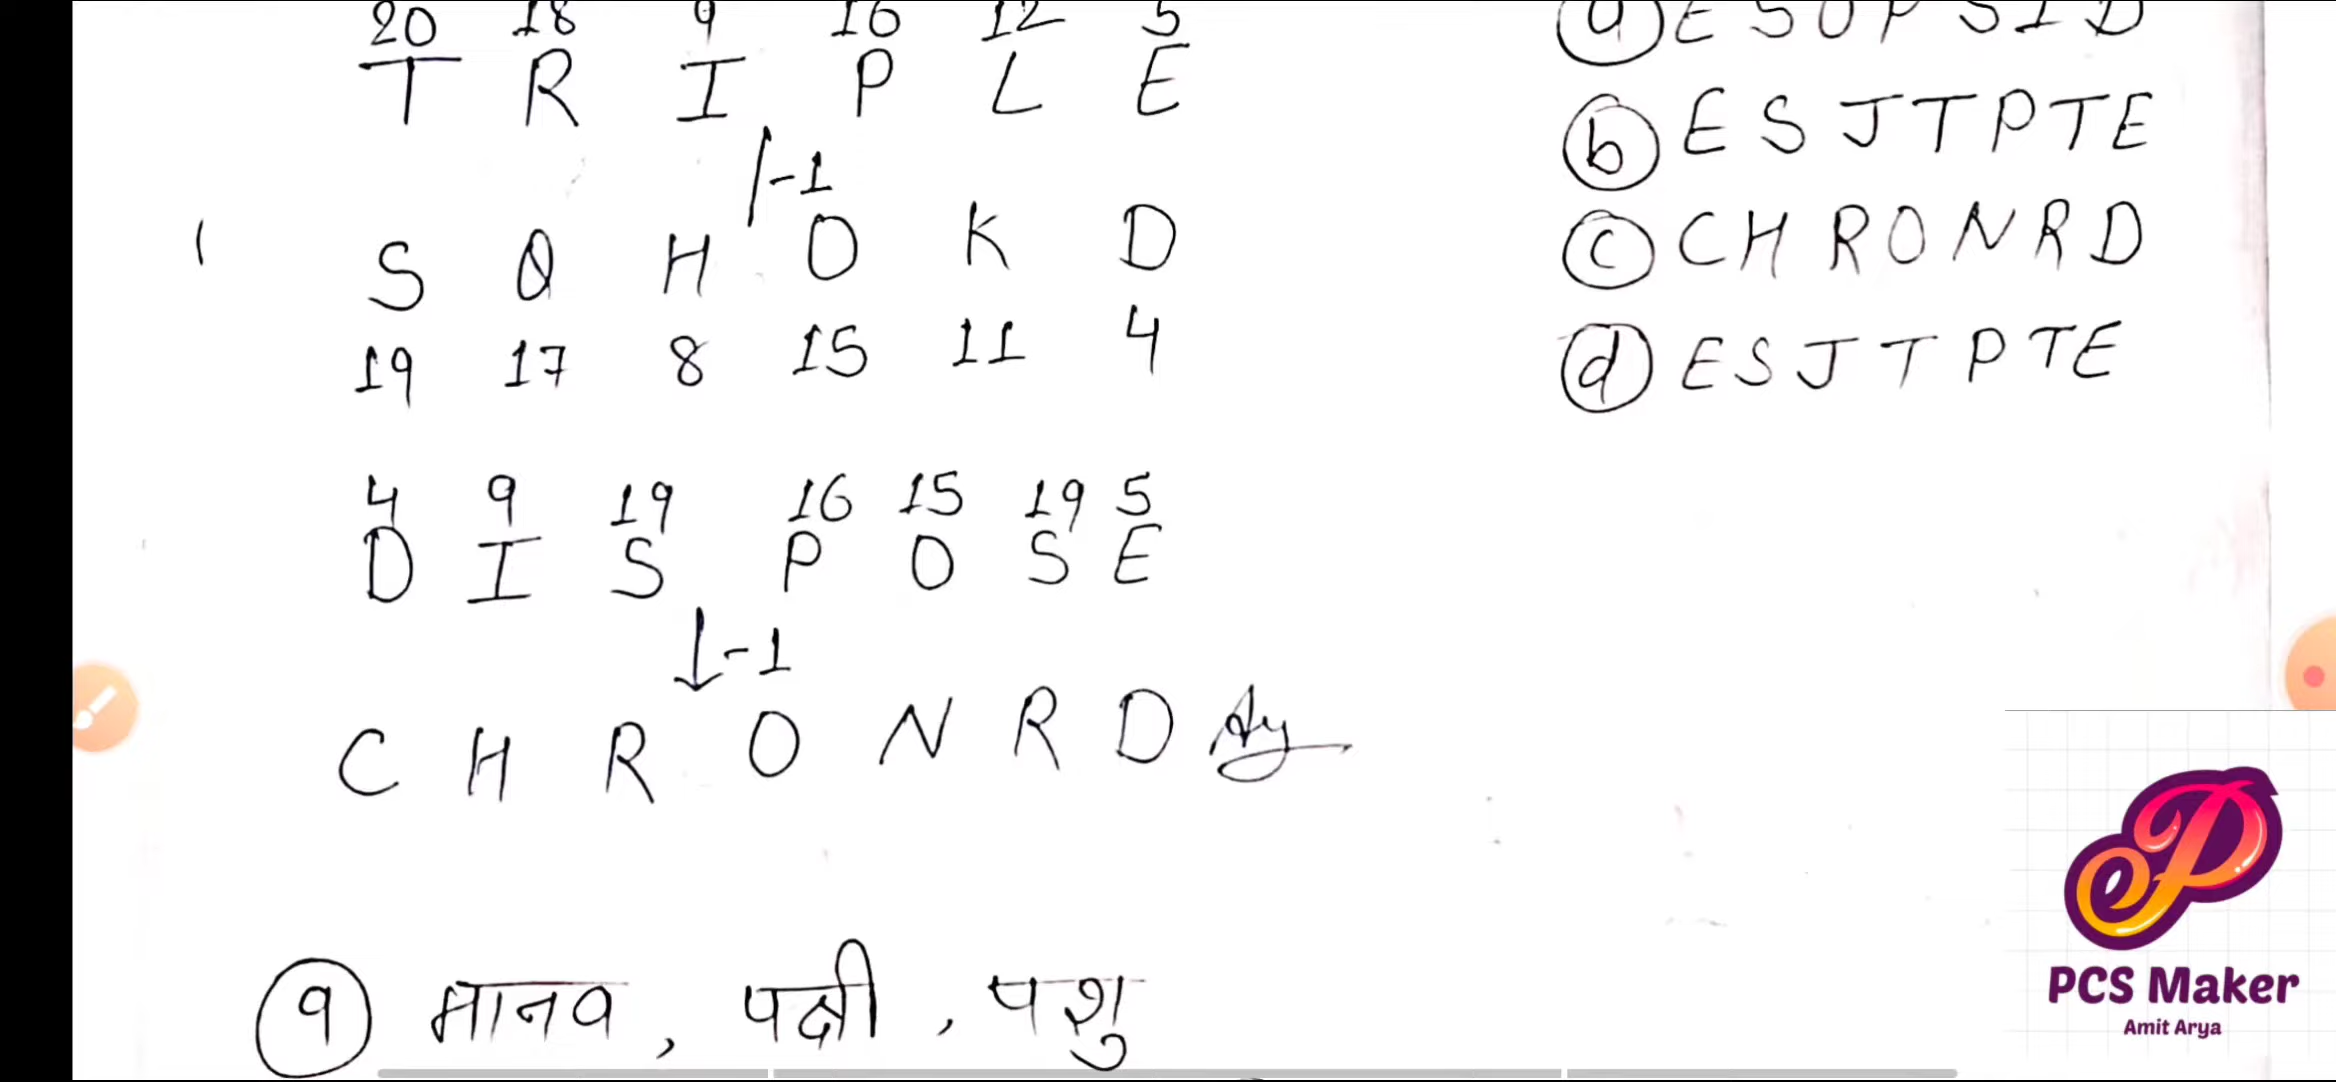 20 18 9 16 12 5
T R I P L E
-1
S Q H O K D
19 17 8 15 11 4
4 9 19 16 15 19 5
D I S P O S E
-1
C H R O N R D
9 मानव, पक्षी, पशु
a E S O P S I D
b E S J T P T E
c C H R O N R D
d E S J T P T E
PCS Maker
Amit Arya